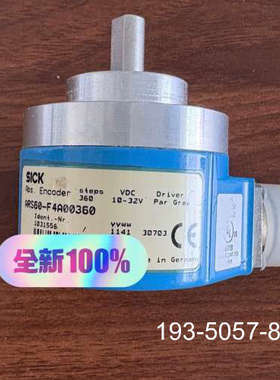 SICK
Abs. Encoder steps VDC Driver
360 10-32V Par Gray
ARS60-F4A00360
Ident.-Nr
1031556 yyww
1141 30703
Made in Germany
全新100%
193-5057-8